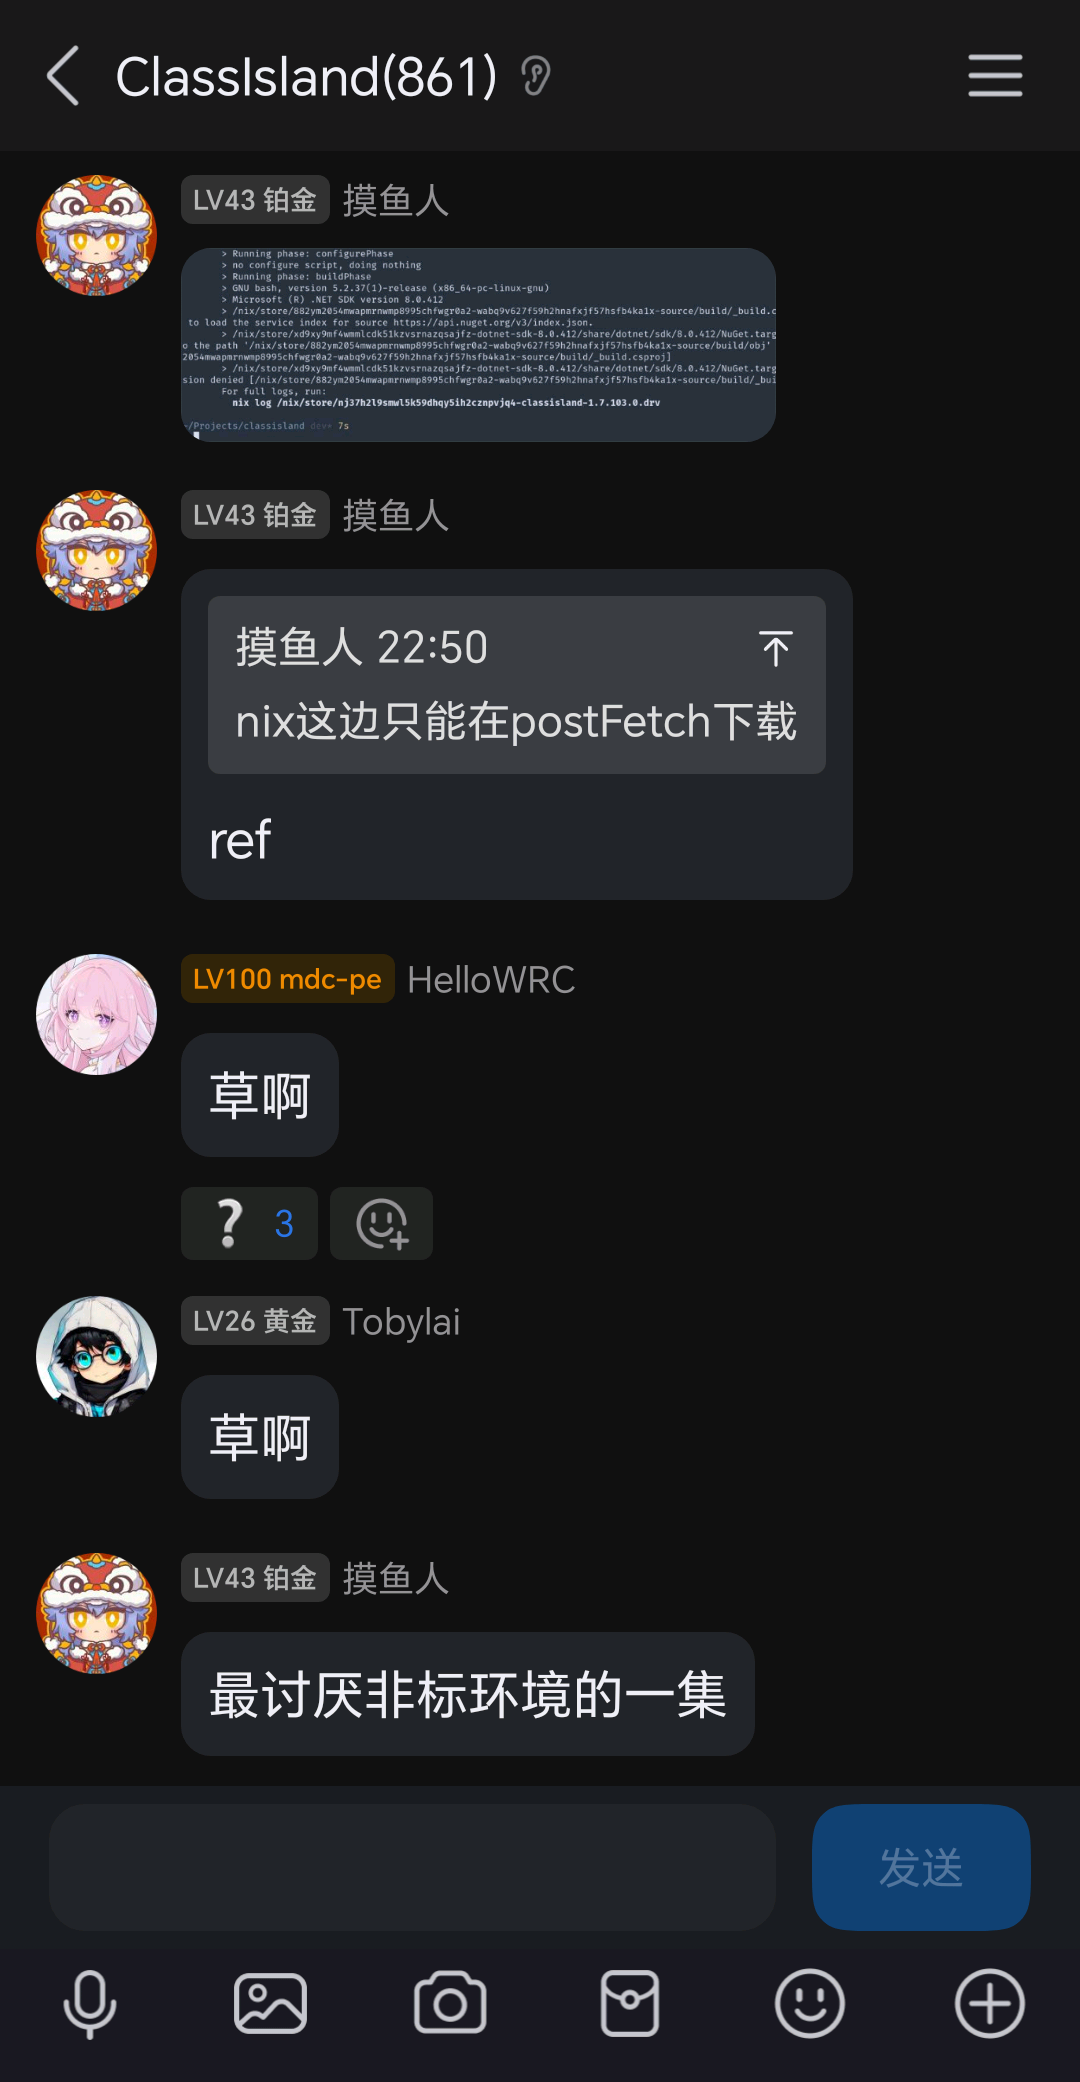 ClassIsland(861)
LV43 铂金 摸鱼人
> Running phase: configurePhase
> no configure script, doing nothing
> Running phase: buildPhase
> GNU bash, version 5.2.37(1)-release (x86_64-pc-linux-gnu)
> Microsoft (R) .NET SDK version 8.0.412
> /nix/store/882ym2054mwapmrnwmp8995chfwgr0a2-wabq9v627f59h2hnafxjf57hsfb4ka1x-source/build/_build.c
to load the service index for source https://api.nuget.org/v3/index.json.
> /nix/store/xd9xy9mf4wmmlcdk51kzvsrnazqsajfz-dotnet-sdk-8.0.412/share/dotnet/sdk/8.0.412/NuGet.targ
o the path '/nix/store/882ym2054mwapmrnwmp8995chfwgr0a2-wabq9v627f59h2hnafxjf57hsfb4ka1x-source/build/obj'
2054mwapmrnwmp8995chfwgr0a2-wabq9v627f59h2hnafxjf57hsfb4ka1x-source/build/_build.csproj]
> /nix/store/xd9xy9mf4wmmlcdk51kzvsrnazqsajfz-dotnet-sdk-8.0.412/share/dotnet/sdk/8.0.412/NuGet.targ
sion denied [/nix/store/882ym2054mwapmrnwmp8995chfwgr0a2-wabq9v627f59h2hnafxjf57hsfb4ka1x-source/build/_bui
For full logs, run:
nix log /nix/store/nj37h2l9smwl5k59dhqy5ih2cznpvjq4-classisland-1.7.103.0.drv
~/Projects/classisland dev* 7s
LV43 铂金 摸鱼人
摸鱼人 22:50
nix这边只能在postFetch下载
ref
LV100 mdc-pe HelloWRC
草啊
3
LV26 黄金 Tobylai
草啊
LV43 铂金 摸鱼人
最讨厌非标环境的一集
发送